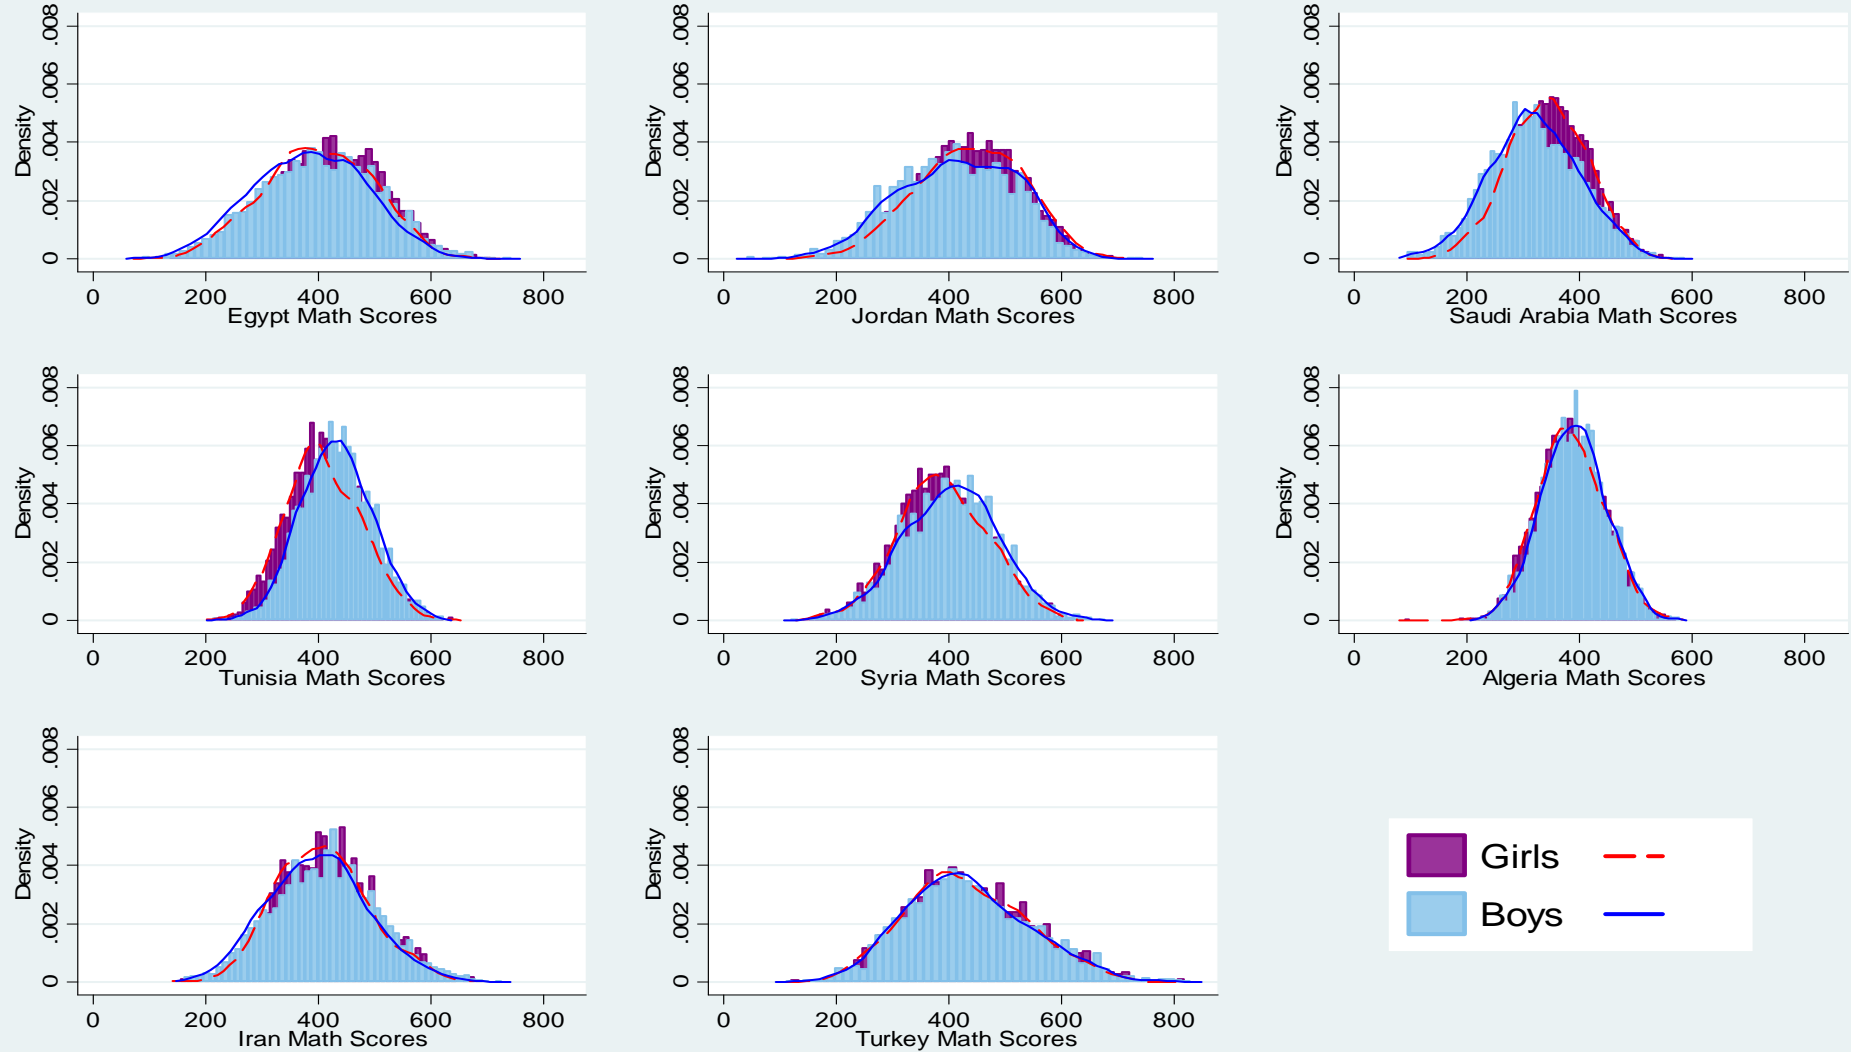 Density
0 .002 .004 .006 .008
0 200 400 600 800
Egypt Math Scores
Density
0 .002 .004 .006 .008
0 200 400 600 800
Jordan Math Scores
Density
0 .002 .004 .006 .008
0 200 400 600 800
Saudi Arabia Math Scores
Density
0 .002 .004 .006 .008
0 200 400 600 800
Tunisia Math Scores
Density
0 .002 .004 .006 .008
0 200 400 600 800
Syria Math Scores
Density
0 .002 .004 .006 .008
0 200 400 600 800
Algeria Math Scores
Density
0 .002 .004 .006 .008
0 200 400 600 800
Iran Math Scores
Density
0 .002 .004 .006 .008
0 200 400 600 800
Turkey Math Scores
Girls
Boys